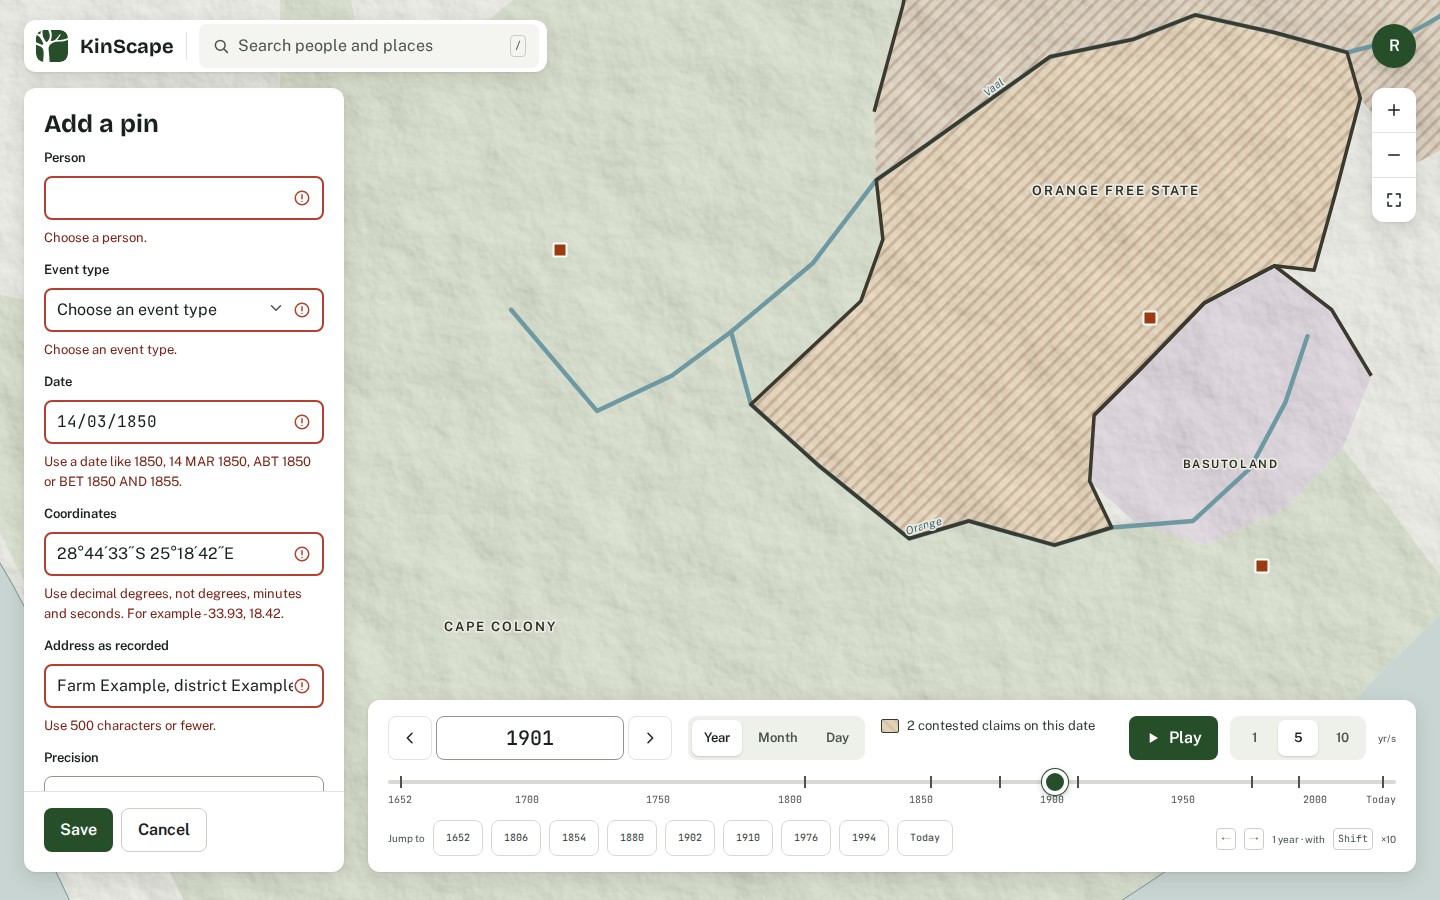 KinScape
Search people and places
/
R
Add a pin
Person
Choose a person.
Event type
Choose an event type
Choose an event type.
Date
14/03/1850
Use a date like 1850, 14 MAR 1850, ABT 1850
or BET 1850 AND 1855.
Coordinates
28°44′33″S 25°18′42″E
Use decimal degrees, not degrees, minutes
and seconds. For example -33.93, 18.42.
Address as recorded
Farm Example, district Example
Use 500 characters or fewer.
Precision
Save
Cancel
Vaal
ORANGE FREE STATE
BASUTOLAND
Orange
CAPE COLONY
1901
Year
Month
Day
2 contested claims on this date
Play
1
5
10
yr/s
1652
1700
1750
1800
1850
1900
1950
2000
Today
Jump to
1652
1806
1854
1880
1902
1910
1976
1994
Today
← → 1 year · with Shift ×10